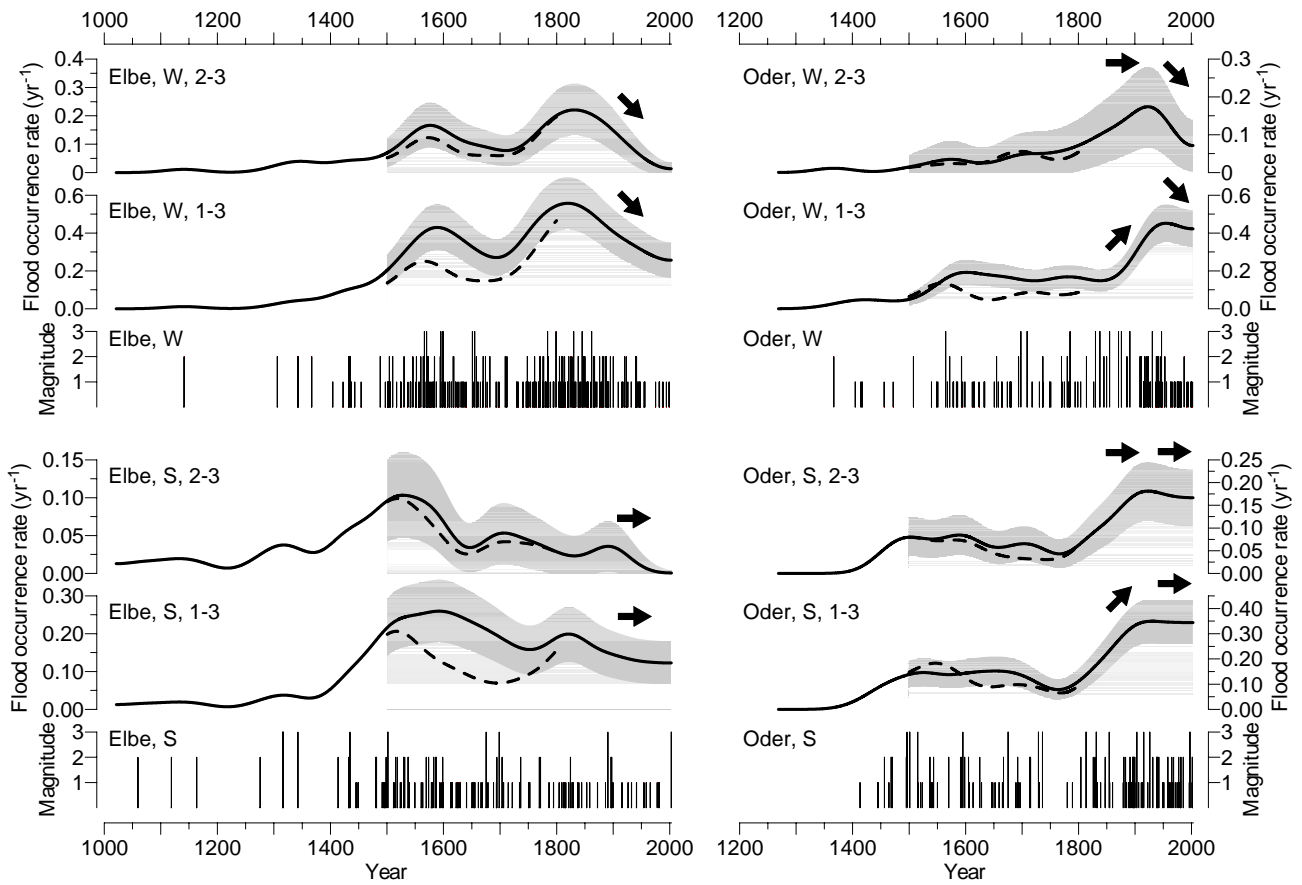 1000 1200 1400 1600 1800 2000
1200 1400 1600 1800 2000
Flood occurrence rate (yr-1)
0.4
0.3
0.2
0.1
0
Elbe, W, 2-3
0.6
0.4
0.2
0.0
Elbe, W, 1-3
Magnitude
3
2
1
Elbe, W
Oder, W, 2-3
0.3
0.2
0.1
0
Flood occurrence rate (yr-1)
Oder, W, 1-3
0.6
0.4
0.2
0.0
Oder, W
3
2
1
Magnitude
Flood occurrence rate (yr-1)
0.15
0.10
0.05
0.00
Elbe, S, 2-3
0.30
0.20
0.10
0.00
Elbe, S, 1-3
Magnitude
3
2
1
Elbe, S
Oder, S, 2-3
0.25
0.20
0.15
0.10
0.05
0.00
Flood occurrence rate (yr-1)
Oder, S, 1-3
0.40
0.30
0.20
0.10
0.00
Oder, S
3
2
1
Magnitude
1000 1200 1400 1600 1800 2000
Year
1200 1400 1600 1800 2000
Year